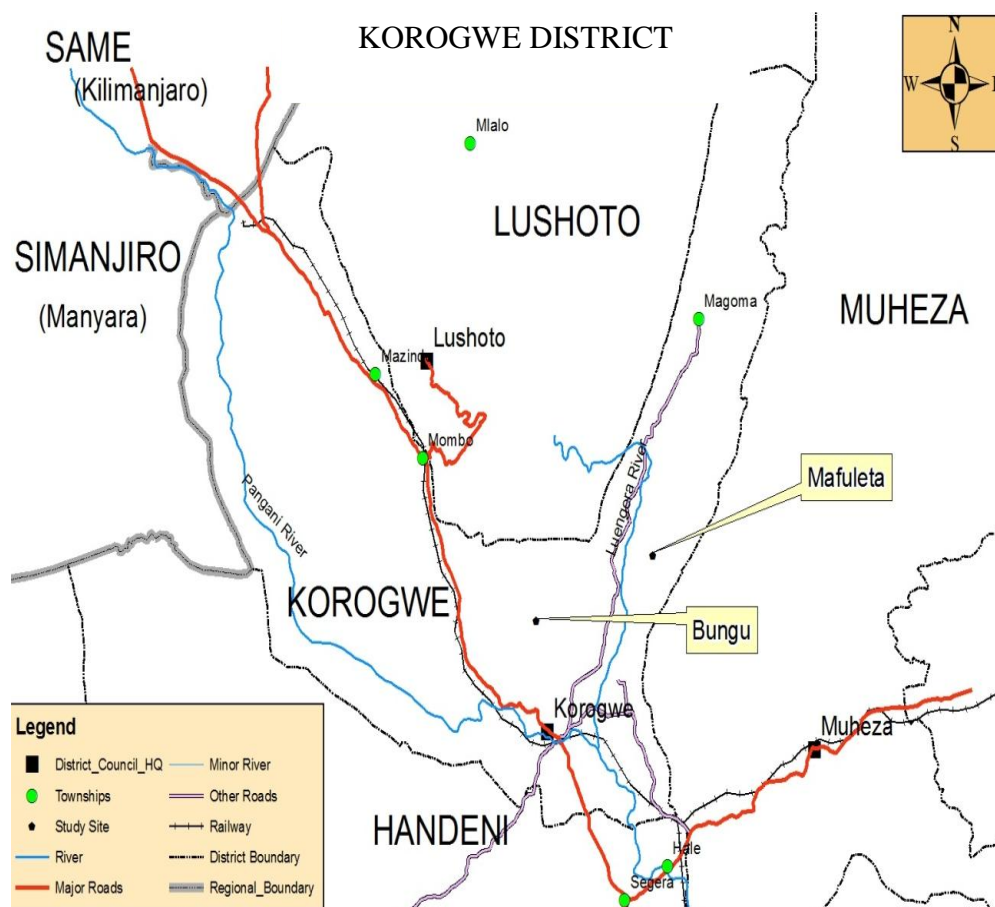 KOROGWE DISTRICT
N
W
S
SAME
(Kilimanjaro)
Mlalo
LUSHOTO
SIMANJIRO
(Manyara)
Magoma
MUHEZA
Lushoto
Mombo
Luengera River
Mafuleta
Pangani River
KOROGWE
Bungu
Korogwe
Muheza
HANDENI
Hale
Segera
Legend
District_Council_HQ
Townships
Study Site
River
Major Roads
Minor River
Other Roads
Railway
District Boundary
Regional_Boundary